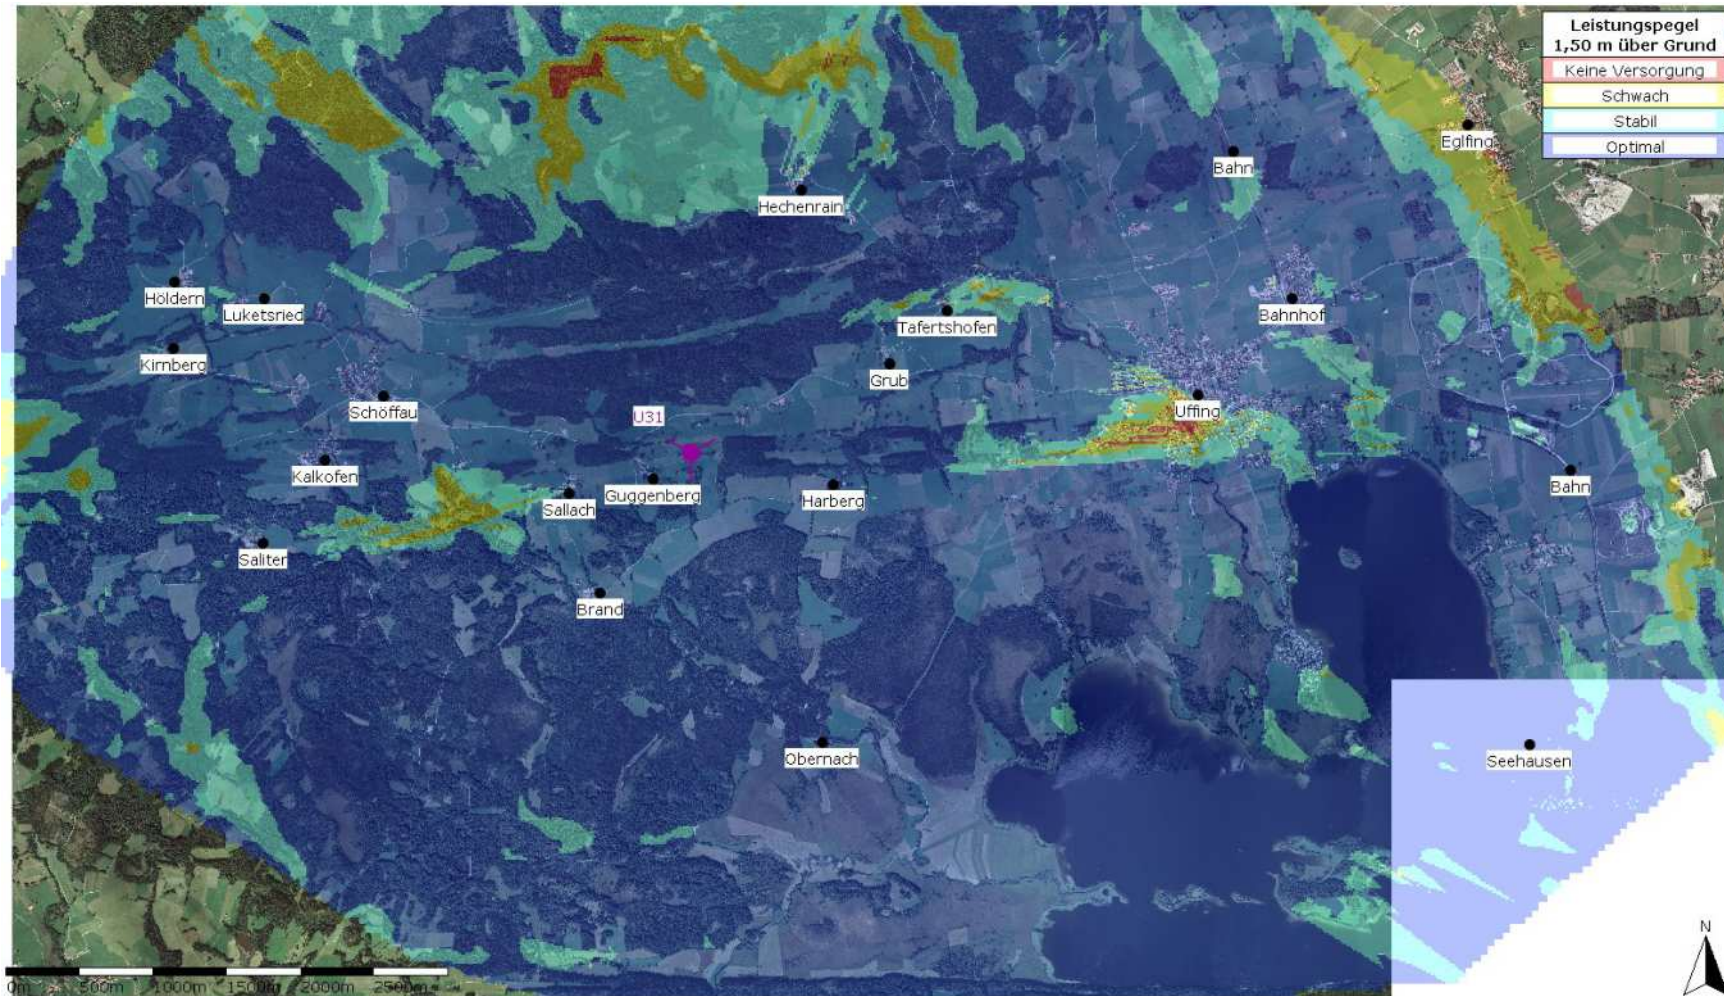 Leistungspegel
1,50 m über Grund
Keine Versorgung
Schwach
Stabil
Optimal
Eglfing
Bahn
Hechenrain
Höldern
Luketsried
Bahnhof
Tafertshofen
Kirnberg
Grub
Schöffau
Uffing
U31
Kalkofen
Sallach
Guggenberg
Harberg
Bahn
Saliter
Brand
Obernach
Seehausen
N
0m 500m 1000m 1500m 2000m 2500m